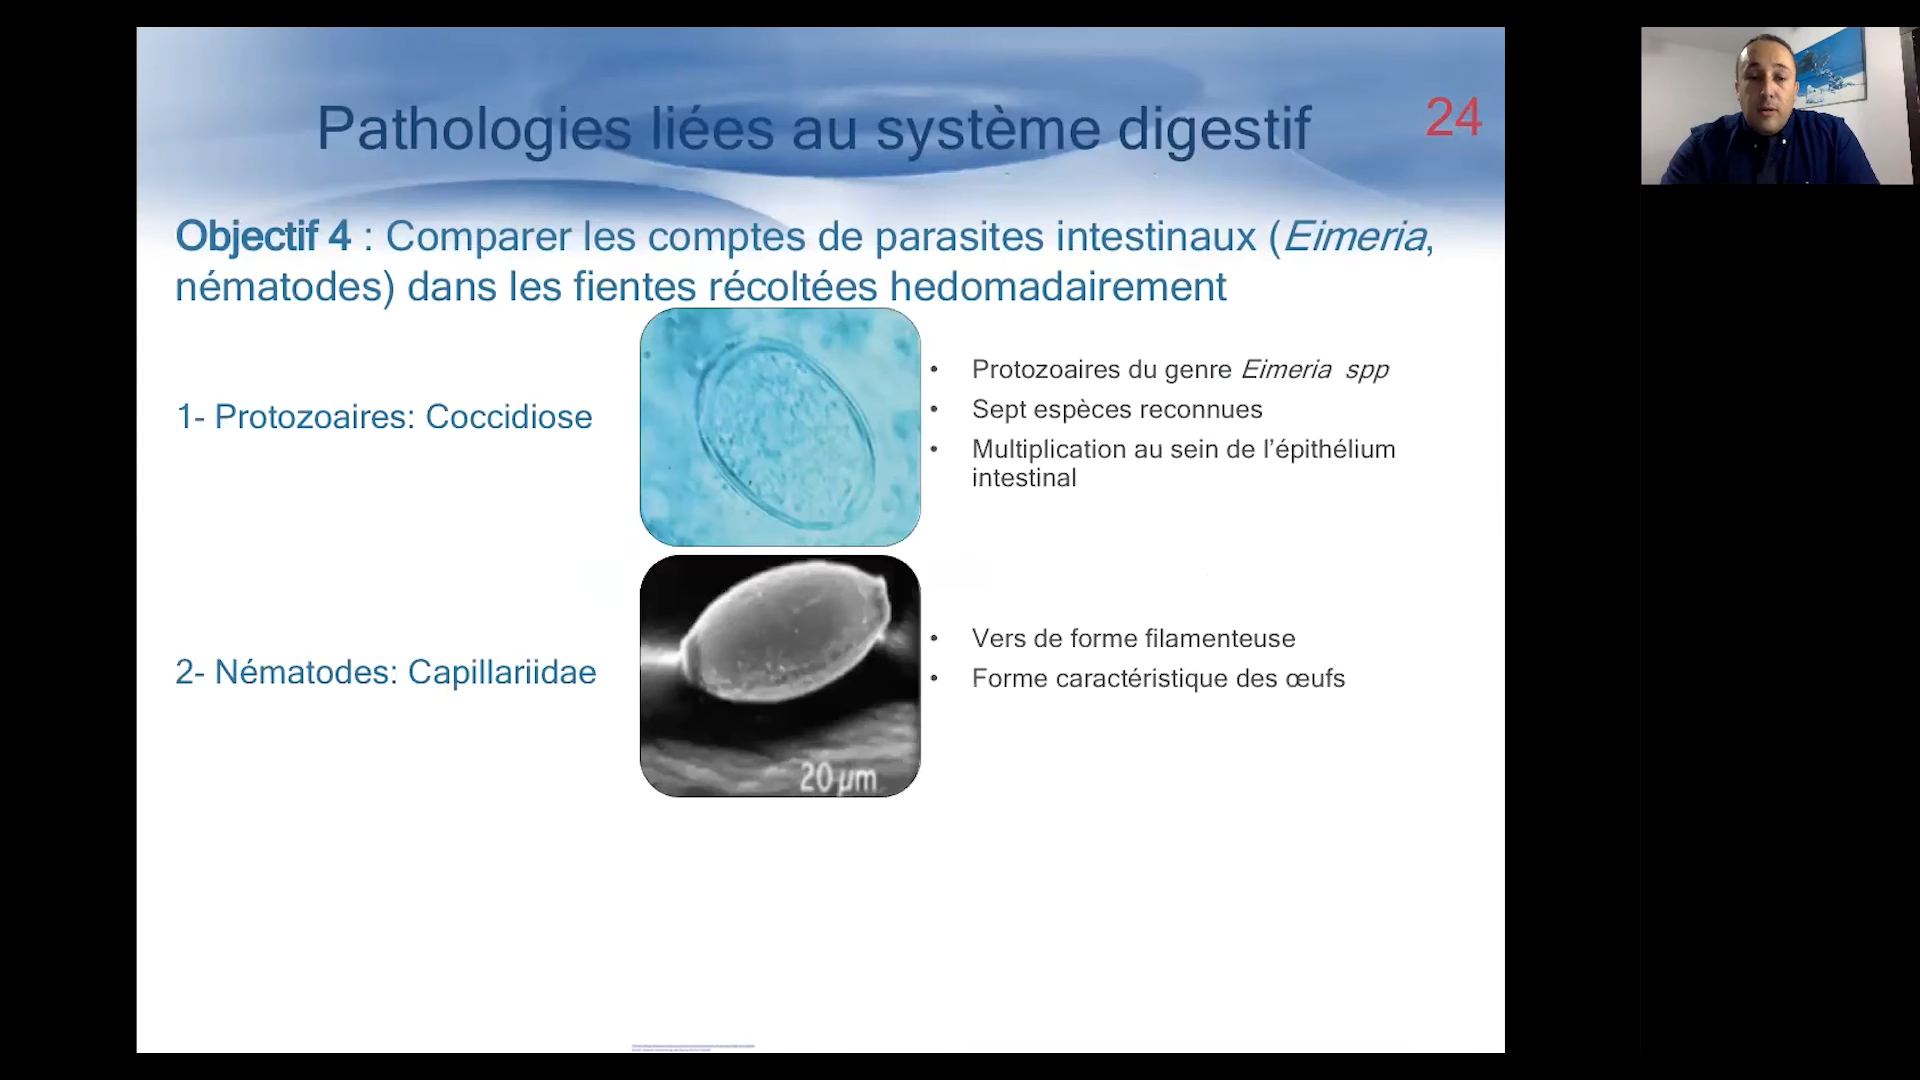 Pathologies liées au système digestif
24
Objectif 4 : Comparer les comptes de parasites intestinaux (Eimeria,
nématodes) dans les fientes récoltées hedomadairement
1- Protozoaires: Coccidiose
• Protozoaires du genre Eimeria spp
• Sept espèces reconnues
• Multiplication au sein de l’épithélium
intestinal
2- Nématodes: Capillariidae
20 µm
• Vers de forme filamenteuse
• Forme caractéristique des œufs